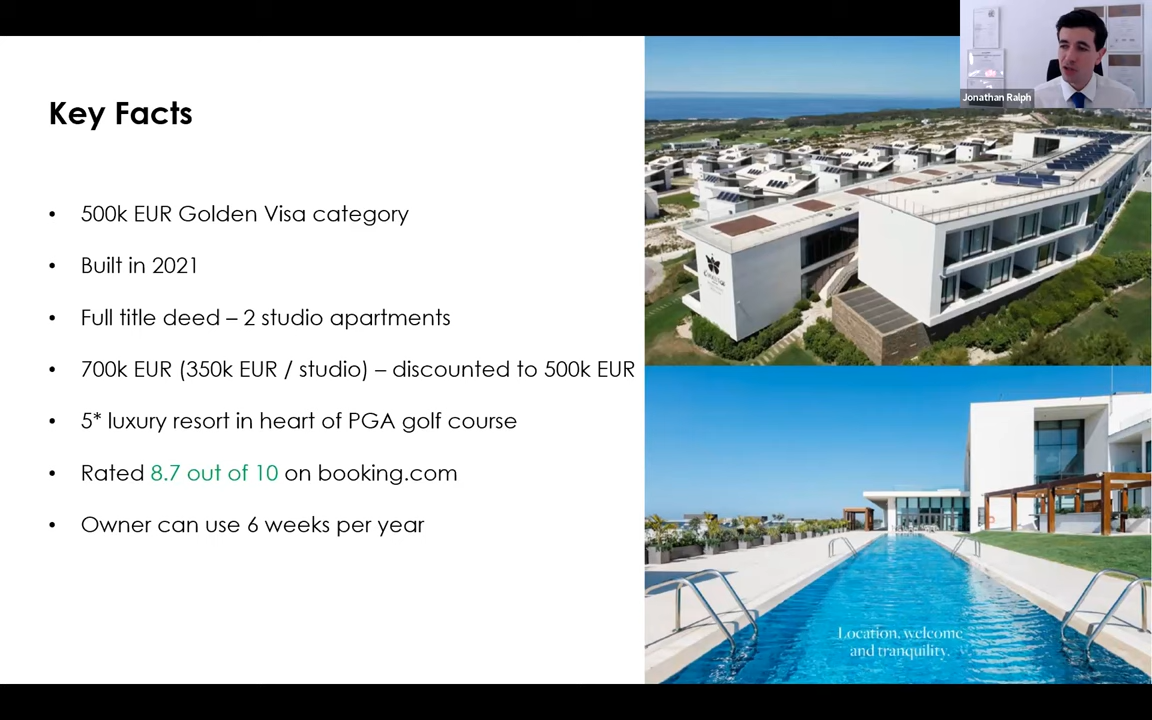 Jonathan Ralph
Key Facts
• 500k EUR Golden Visa category
• Built in 2021
• Full title deed – 2 studio apartments
• 700k EUR (350k EUR / studio) – discounted to 500k EUR
• 5* luxury resort in heart of PGA golf course
• Rated 8.7 out of 10 on booking.com
• Owner can use 6 weeks per year
Location, welcome
and tranquility.